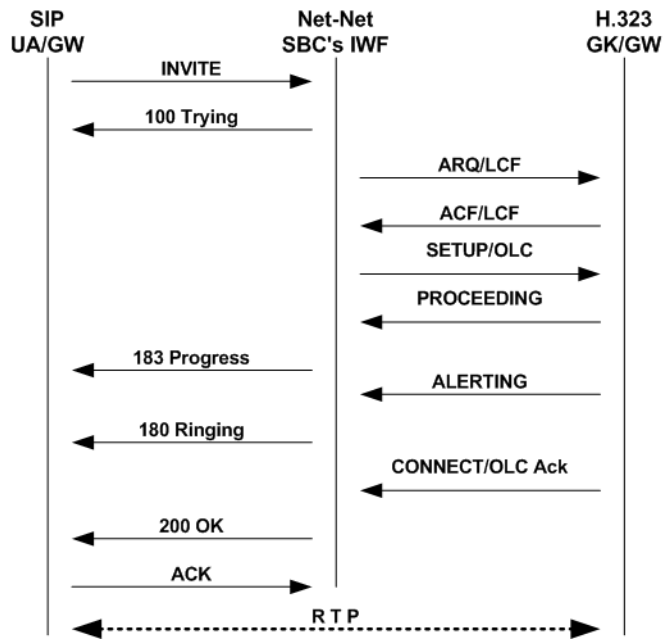 SIP
UA/GW
Net-Net
SBC's IWF
H.323
GK/GW
INVITE
100 Trying
ARQ/LCF
ACF/LCF
SETUP/OLC
PROCEEDING
183 Progress
ALERTING
180 Ringing
CONNECT/OLC Ack
200 OK
ACK
R T P